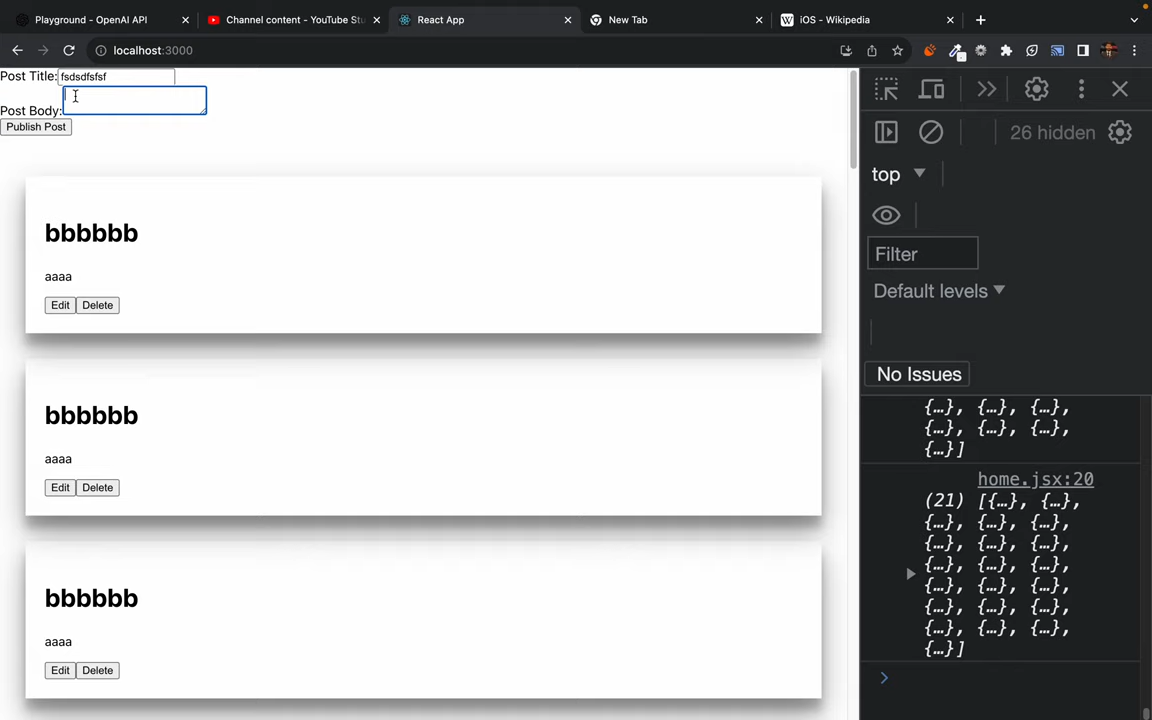 Playground - OpenAI API
Channel content - YouTube Stu
React App
New Tab
iOS - Wikipedia
localhost:3000
Post Title: fsdsdfsfsf
Post Body:
Publish Post
bbbbbb
aaaa
Edit Delete
bbbbbb
aaaa
Edit Delete
bbbbbb
aaaa
Edit Delete
26 hidden
top
Filter
Default levels
No Issues
{…}, {…}, {…},
{…}, {…}, {…},
{…}]
home.jsx:20
(21) [{…}, {…},
{…}, {…}, {…},
{…}, {…}, {…},
{…}, {…}, {…},
{…}, {…}, {…},
{…}, {…}, {…},
{…}, {…}, {…},
{…}]